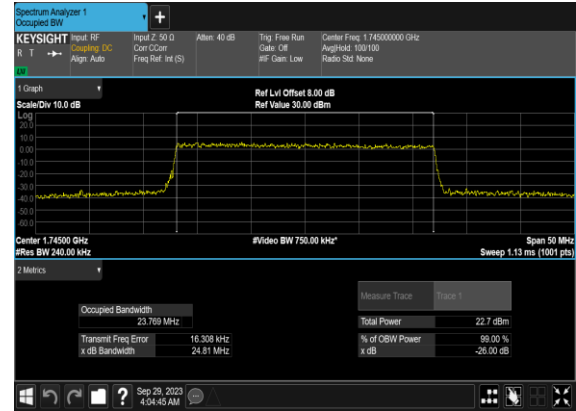 Spectrum Analyzer 1
Occupied BW
+
KEYSIGHT Input: RF Input Z: 50 Ω Atten: 40 dB Trig: Free Run Center Freq: 1.745000000 GHz
R T Coupling: DC Corr CCorr Gate: Off Avg|Hold: 100/100
Align: Auto Freq Ref: Int (S) #IF Gain: Low Radio Std: None
LV
1 Graph Ref Lvl Offset 8.00 dB
Scale/Div 10.0 dB Ref Value 30.00 dBm
Log
20.0
10.0
0.00
-10.0
-20.0
-30.0
-40.0
-50.0
-60.0
Center 1.74500 GHz #Video BW 750.00 kHz* Span 50 MHz
#Res BW 240.00 kHz Sweep 1.13 ms (1001 pts)
2 Metrics
Measure Trace Trace 1
Occupied Bandwidth
23.769 MHz Total Power 22.7 dBm
Transmit Freq Error 16.308 kHz % of OBW Power 99.00 %
x dB Bandwidth 24.81 MHz x dB -26.00 dB
? Sep 29, 2023
4:04:45 AM